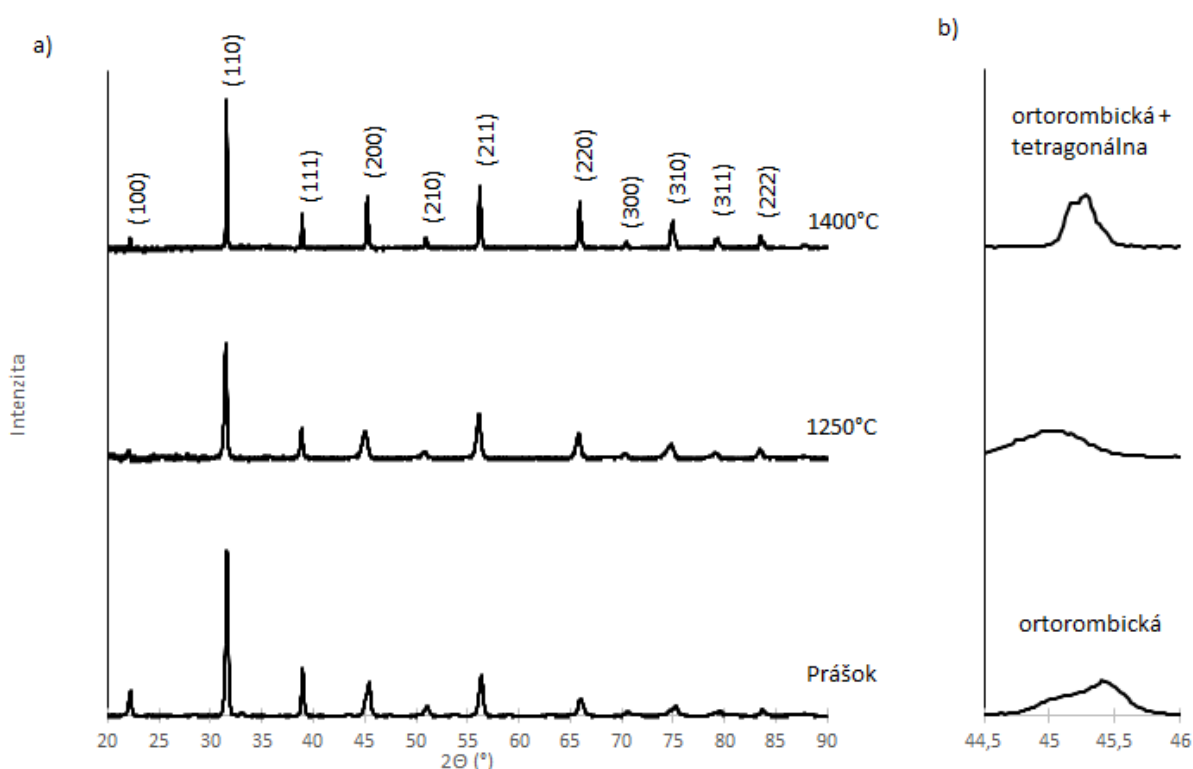 a)
(100)
(110)
(111)
(200)
(210)
(211)
(220)
(300)
(310)
(311)
(222)
1400°C
1250°C
Prášok
Intenzita
20 25 30 35 40 45 50 55 60 65 70 75 80 85 90
2Θ (°)
b)
ortorombická +
tetragonálna
ortorombická
44,5 45 45,5 46